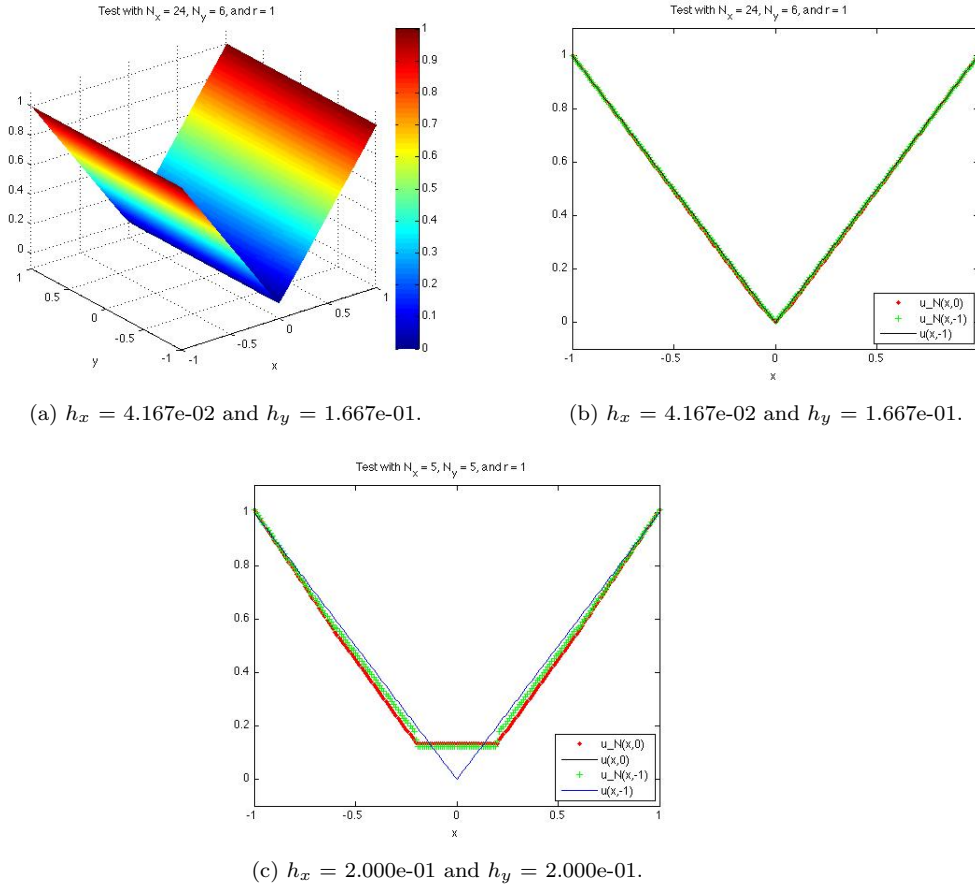 Test with N_x = 24, N_y = 6, and r = 1
1
0.8
0.6
0.4
0.2
0
1
0.5
0
-0.5
-1
y
-1
-0.5
0
0.5
1
x
1
0.9
0.8
0.7
0.6
0.5
0.4
0.3
0.2
0.1
0
(a) h_x = 4.167e-02 and h_y = 1.667e-01.
Test with N_x = 24, N_y = 6, and r = 1
1
0.8
0.6
0.4
0.2
0
-1
-0.5
0
0.5
x
u_N(x,0)
u_N(x,-1)
u(x,-1)
(b) h_x = 4.167e-02 and h_y = 1.667e-01.
Test with N_x = 5, N_y = 5, and r = 1
1
0.8
0.6
0.4
0.2
0
-1
-0.5
0
0.5
1
x
u_N(x,0)
u(x,0)
u_N(x,-1)
u(x,-1)
(c) h_x = 2.000e-01 and h_y = 2.000e-01.